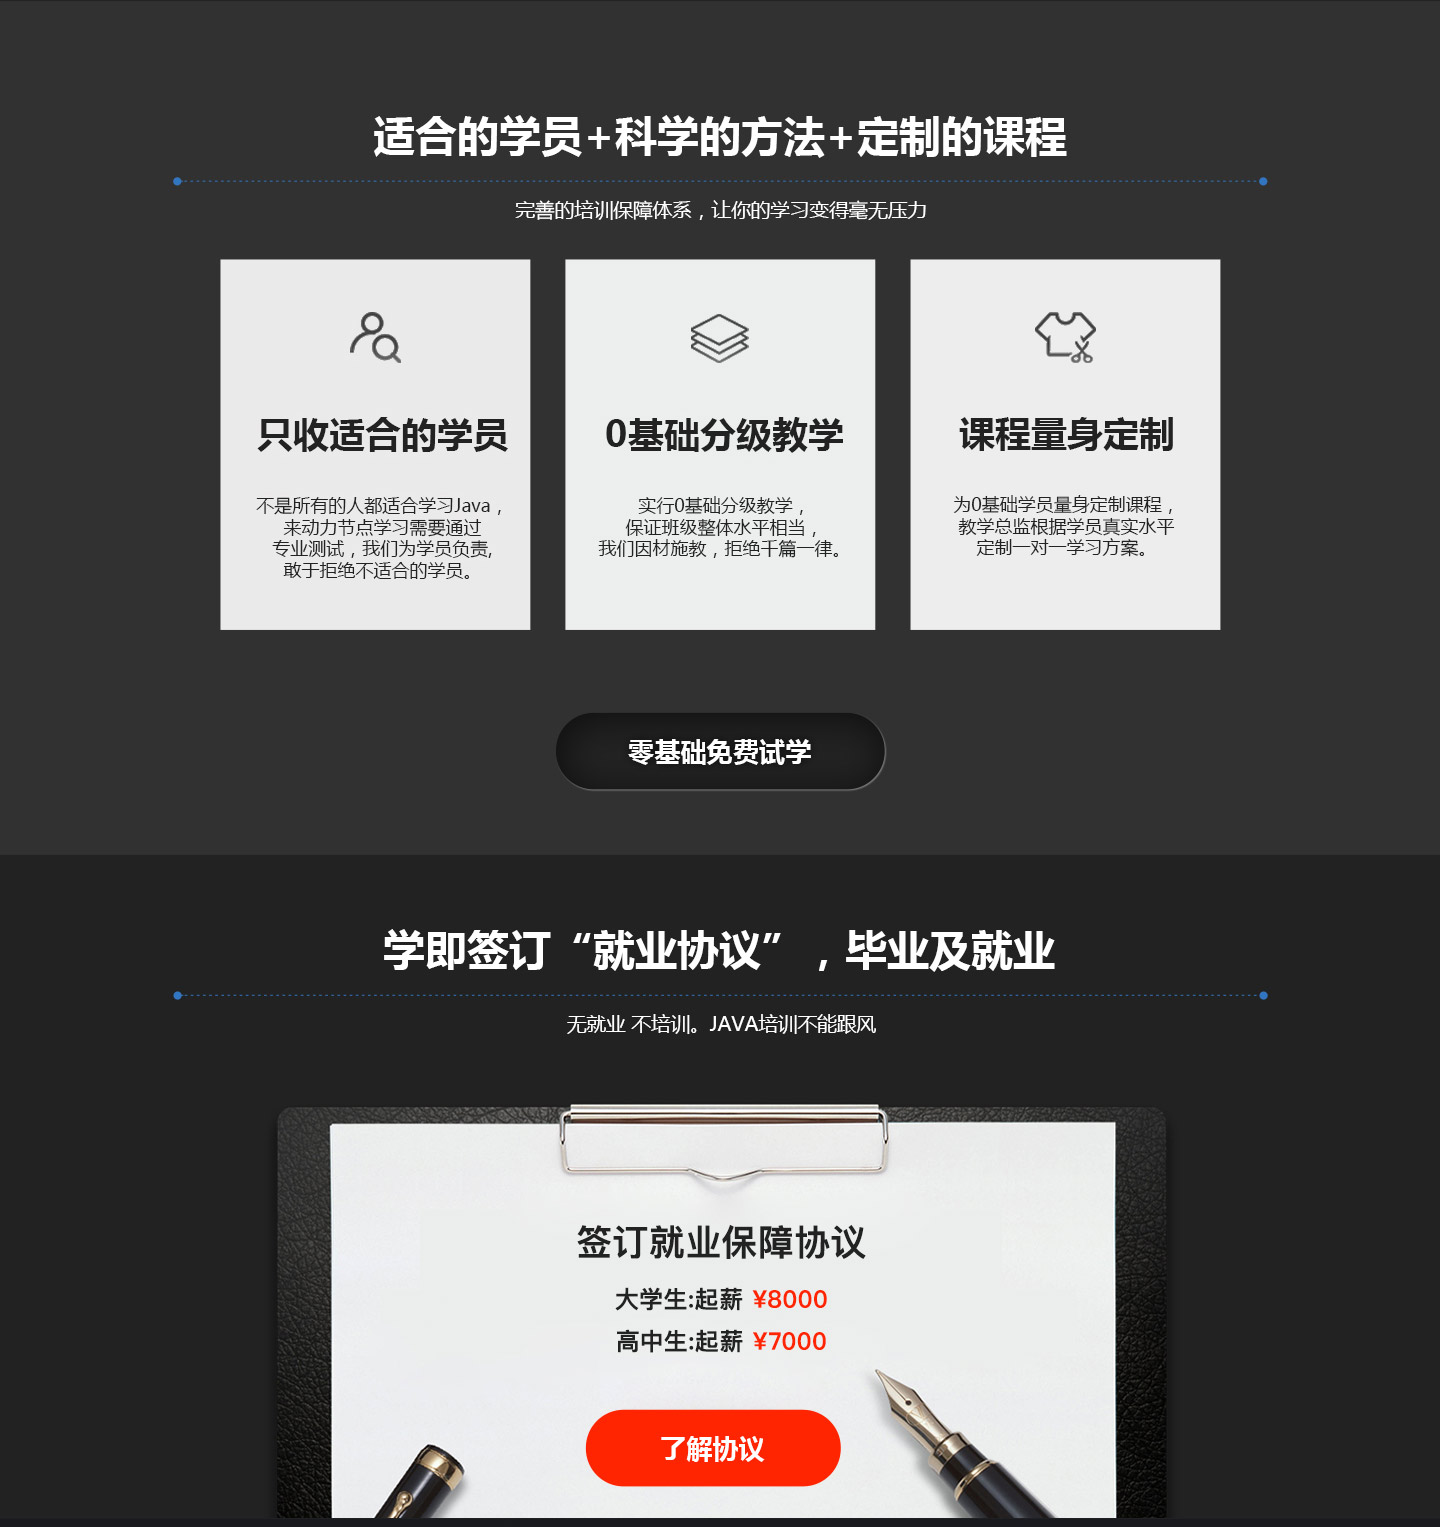 适合的学员+科学的方法+定制的课程
完善的培训保障体系，让你的学习变得毫无压力
只收适合的学员
不是所有的人都适合学习Java，
来动力节点学习需要通过
专业测试，我们为学员负责,
敢于拒绝不适合的学员。
0基础分级教学
实行0基础分级教学，
保证班级整体水平相当，
我们因材施教，拒绝千篇一律。
课程量身定制
为0基础学员量身定制课程，
教学总监根据学员真实水平
定制一对一学习方案。
零基础免费试学
学即签订“就业协议”，毕业及就业
无就业 不培训。JAVA培训不能跟风
签订就业保障协议
大学生:起薪 ¥8000
高中生:起薪 ¥7000
了解协议